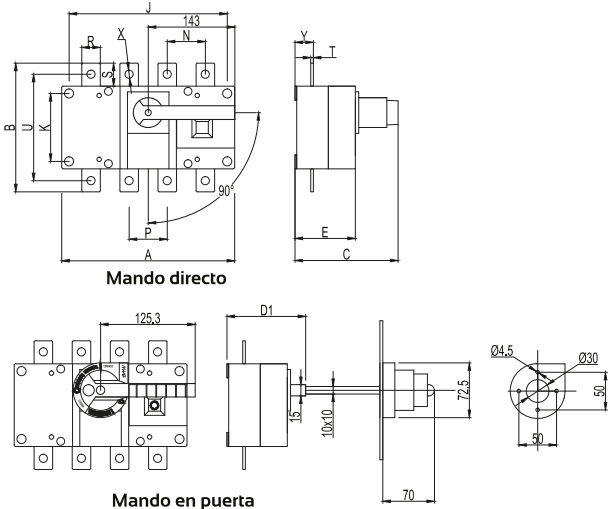 J
143
X
N
R
S
B
U
K
90°
P
A
Y
T
E
C
Mando directo
125.3
D1
15
10x10
72,5
70
Ø4.5
Ø30
50
50
Mando en puerta